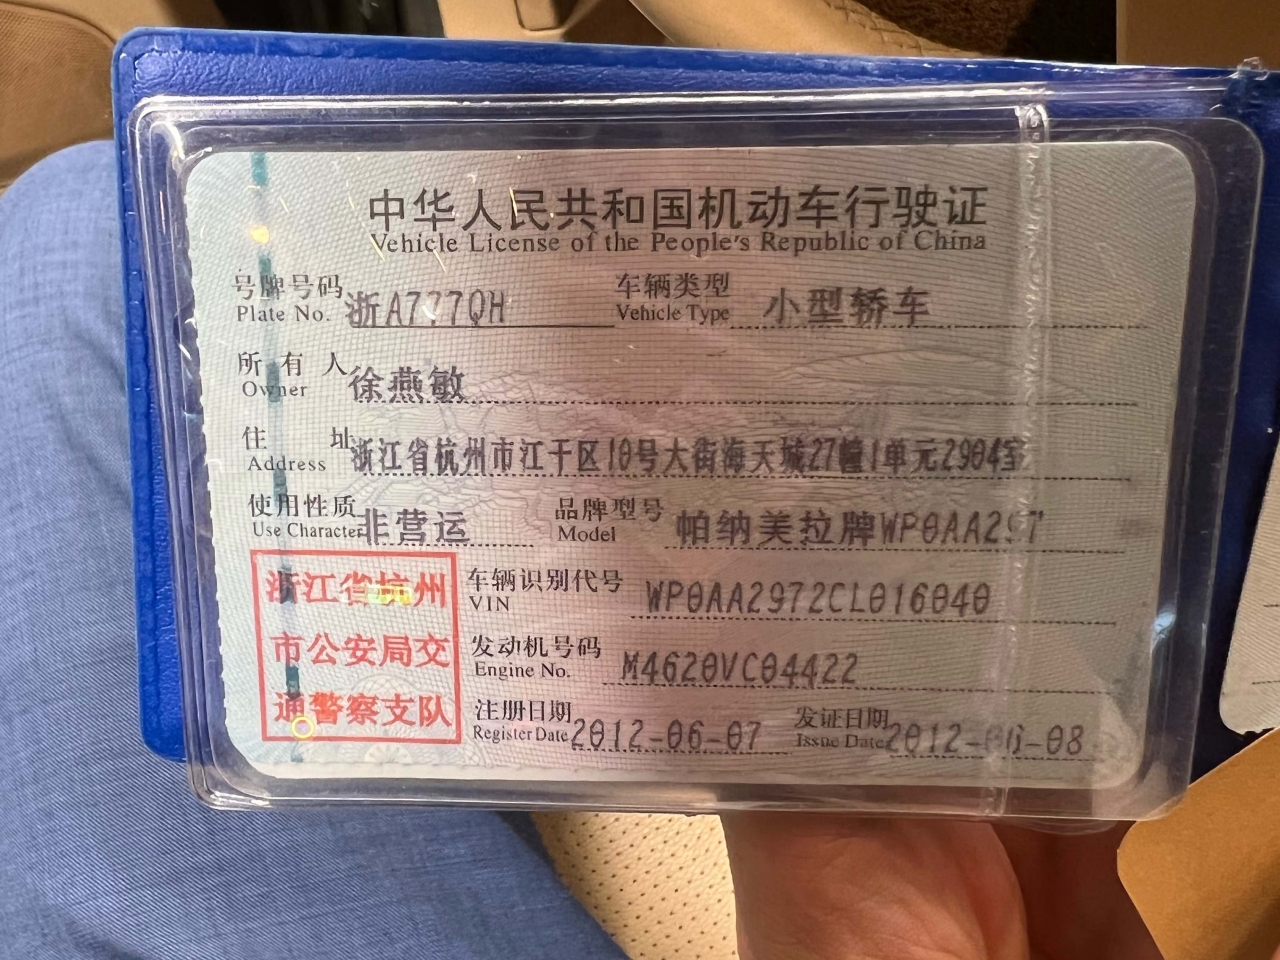 中华人民共和国机动车行驶证
Vehicle License of the People's Republic of China
号牌号码 浙A777QH 车辆类型 小型轿车
Plate No. Vehicle Type
所有人 徐燕敏
Owner
住址 浙江省杭州市江干区10号大街海天城27幢1单元2904室
Address
使用性质 非营运 品牌型号 帕纳美拉牌WP0AA297
Use Character Model
浙江省杭州
市公安局交
通警察支队
车辆识别代号 WP0AA2972CL016040
VIN
发动机号码 M4620VC04422
Engine No.
注册日期 2012-06-07 发证日期 2012-06-08
Register Date Issue Date